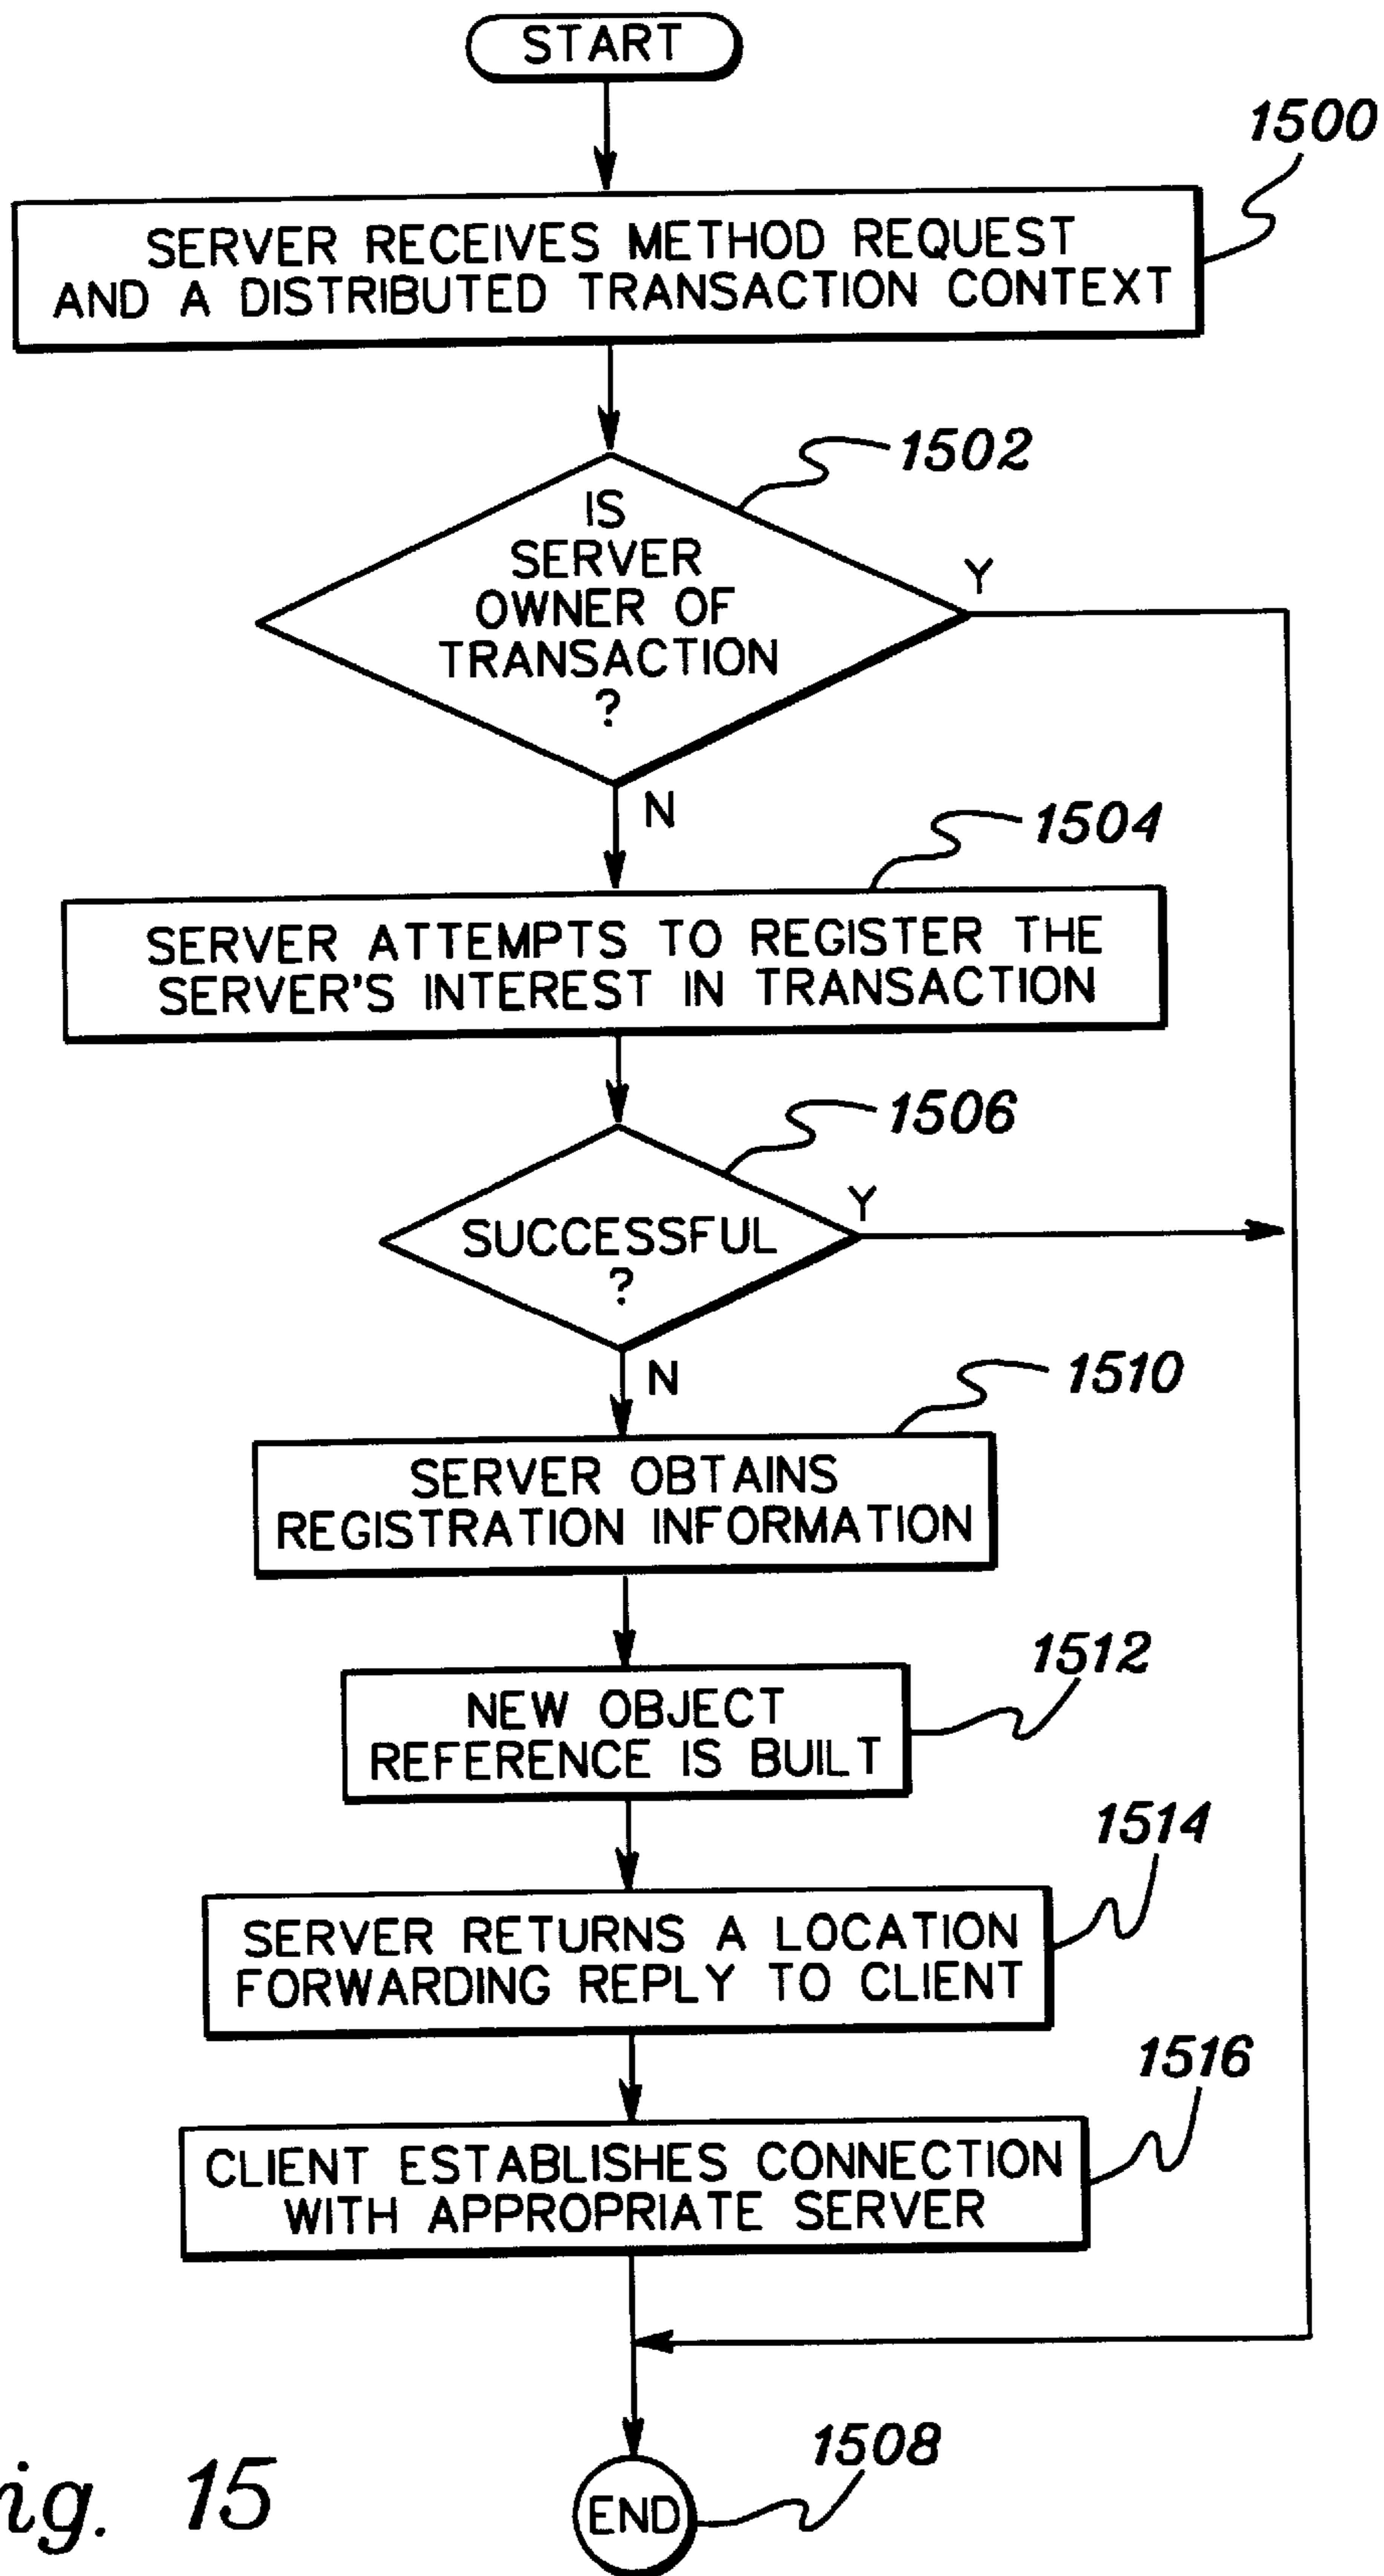 START
1500
SERVER RECEIVES METHOD REQUEST
AND A DISTRIBUTED TRANSACTION CONTEXT
1502
IS
SERVER
OWNER OF
TRANSACTION
?
Y
N
1504
SERVER ATTEMPTS TO REGISTER THE
SERVER'S INTEREST IN TRANSACTION
1506
SUCCESSFUL
?
Y
N
1510
SERVER OBTAINS
REGISTRATION INFORMATION
1512
NEW OBJECT
REFERENCE IS BUILT
1514
SERVER RETURNS A LOCATION
FORWARDING REPLY TO CLIENT
1516
CLIENT ESTABLISHES CONNECTION
WITH APPROPRIATE SERVER
1508
END
ig. 15